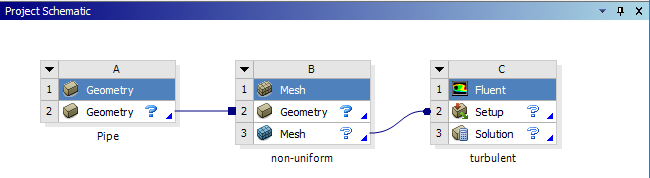 Project Schematic
A
1 Geometry
2 Geometry ?
Pipe
B
1 Mesh
2 Geometry ?
3 Mesh ?
non-uniform
C
1 Fluent
2 Setup ?
3 Solution ?
turbulent